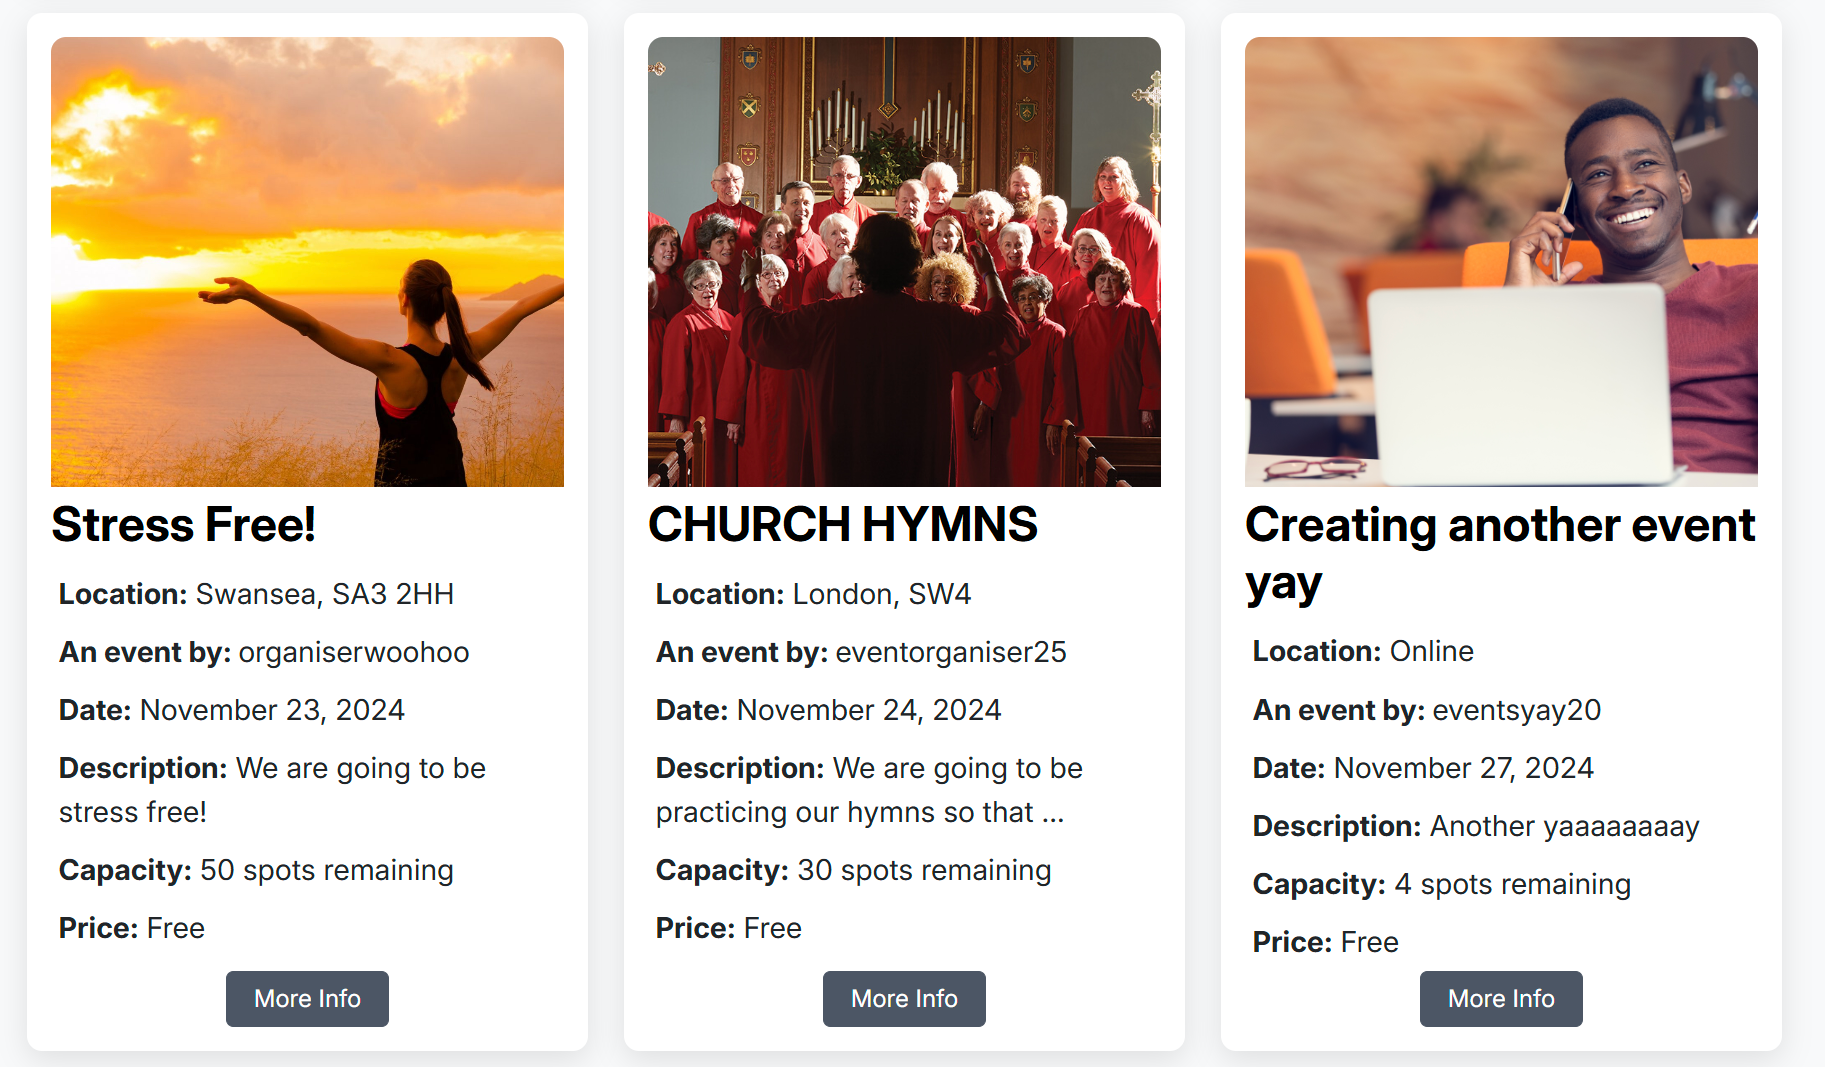 Stress Free!
Location: Swansea, SA3 2HH
An event by: organiserwoohoo
Date: November 23, 2024
Description: We are going to be
stress free!
Capacity: 50 spots remaining
Price: Free
More Info
CHURCH HYMNS
Location: London, SW4
An event by: eventorganiser25
Date: November 24, 2024
Description: We are going to be
practicing our hymns so that ...
Capacity: 30 spots remaining
Price: Free
More Info
Creating another event
yay
Location: Online
An event by: eventsyay20
Date: November 27, 2024
Description: Another yaaaaaaaay
Capacity: 4 spots remaining
Price: Free
More Info